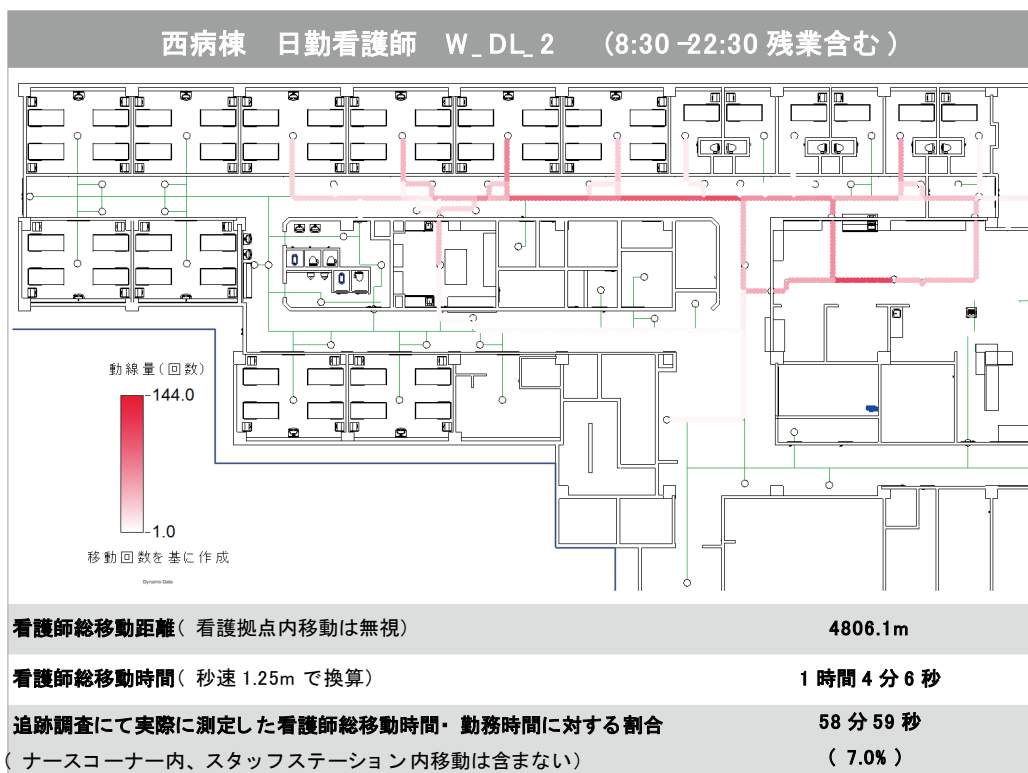 西病棟 日勤看護師 W_DL_2 (8:30-22:30 残業含む)
動線量(回数)
144.0
1.0
移動回数を基に作成
Dynamo Data
看護師総移動距離( 看護拠点内移動は無視) 4806.1m
看護師総移動時間( 秒速 1.25m で換算) 1 時間 4 分 6 秒
追跡調査にて実際に測定した看護師総移動時間・ 勤務時間に対する割合 58 分 59 秒
( ナースコーナー内、スタッフステーション内移動は含まない) ( 7.0% )